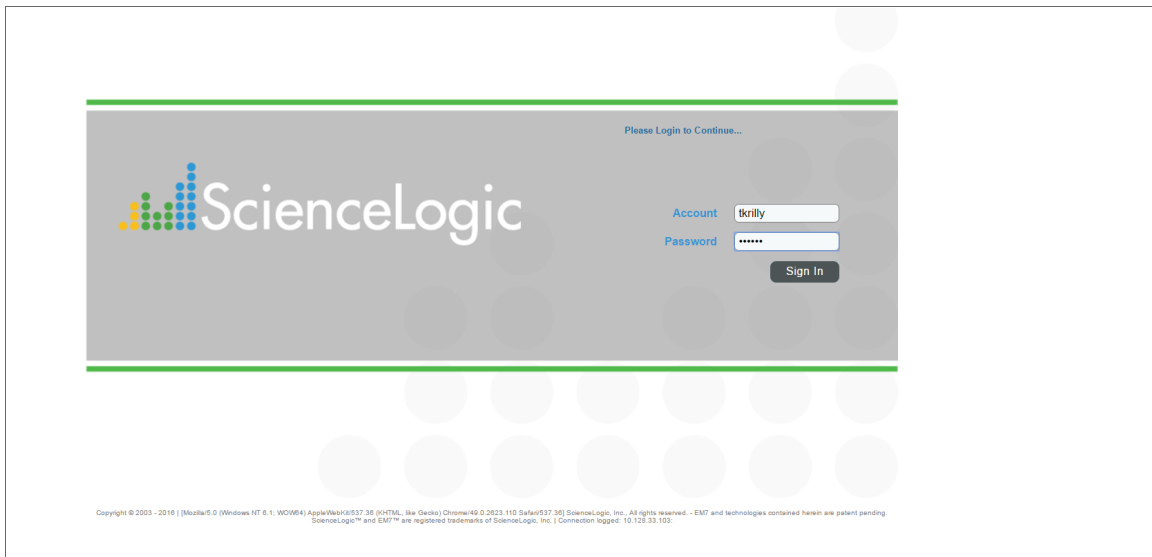 Please Login to Continue...
ScienceLogic
Account tkrilly
Password ••••••
Sign In
Copyright © 2003 - 2016 | [Mozilla/5.0 (Windows NT 6.1; WOW64) AppleWebKit/537.36 (KHTML, like Gecko) Chrome/49.0.2623.110 Safari/537.36] ScienceLogic, Inc., All rights reserved. - EM7 and technologies contained herein are patent pending.
ScienceLogic™ and EM7™ are registered trademarks of ScienceLogic, Inc. | Connection logged: 10.128.33.103: